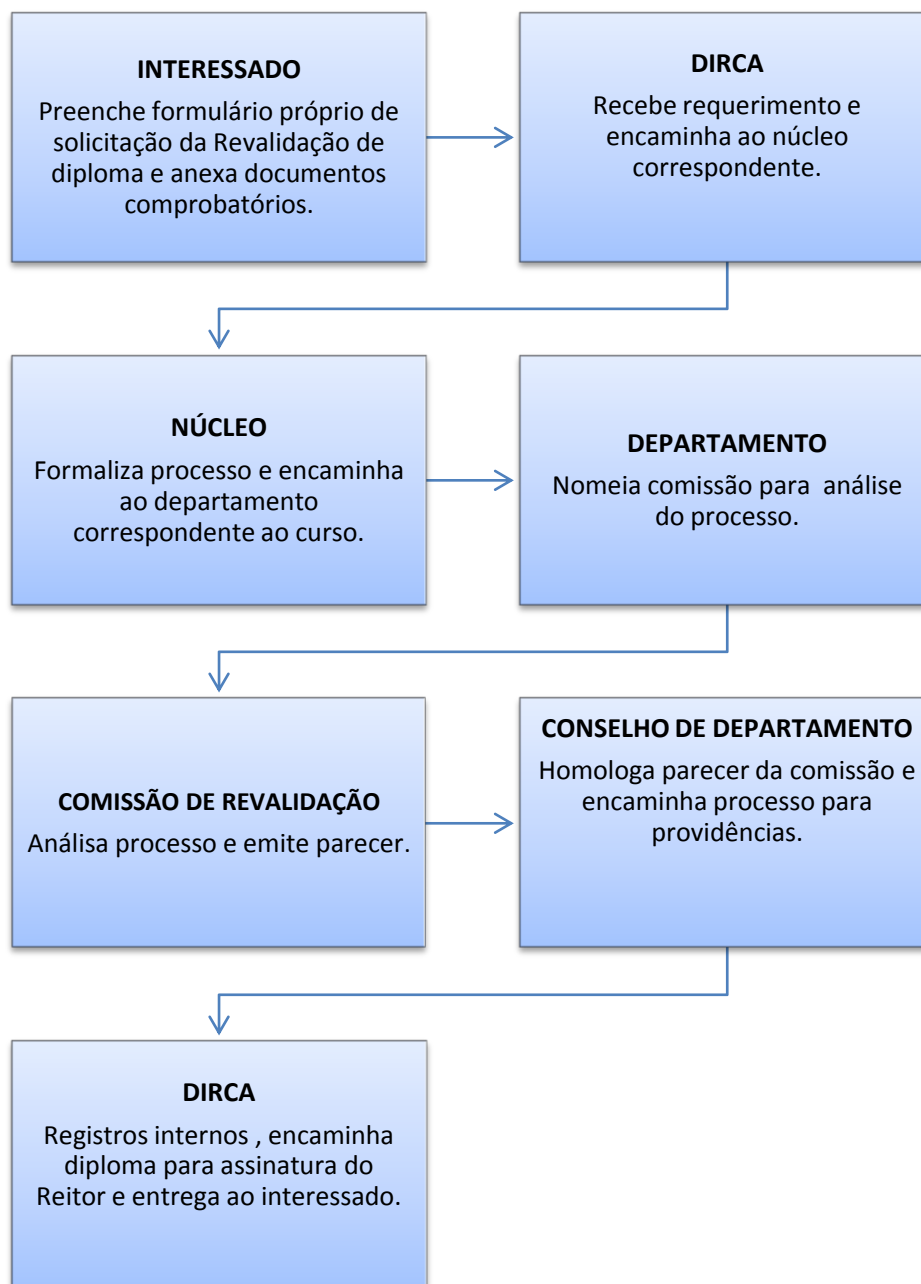 INTERESSADO
Preenche formulário próprio de
solicitação da Revalidação de
diploma e anexa documentos
comprobatórios.
DIRCA
Recebe requerimento e
encaminha ao núcleo
correspondente.
NÚCLEO
Formaliza processo e encaminha
ao departamento
correspondente ao curso.
DEPARTAMENTO
Nomeia comissão para análise
do processo.
COMISSÃO DE REVALIDAÇÃO
Análisa processo e emite parecer.
CONSELHO DE DEPARTAMENTO
Homologa parecer da comissão e
encaminha processo para
providências.
DIRCA
Registros internos , encaminha
diploma para assinatura do
Reitor e entrega ao interessado.